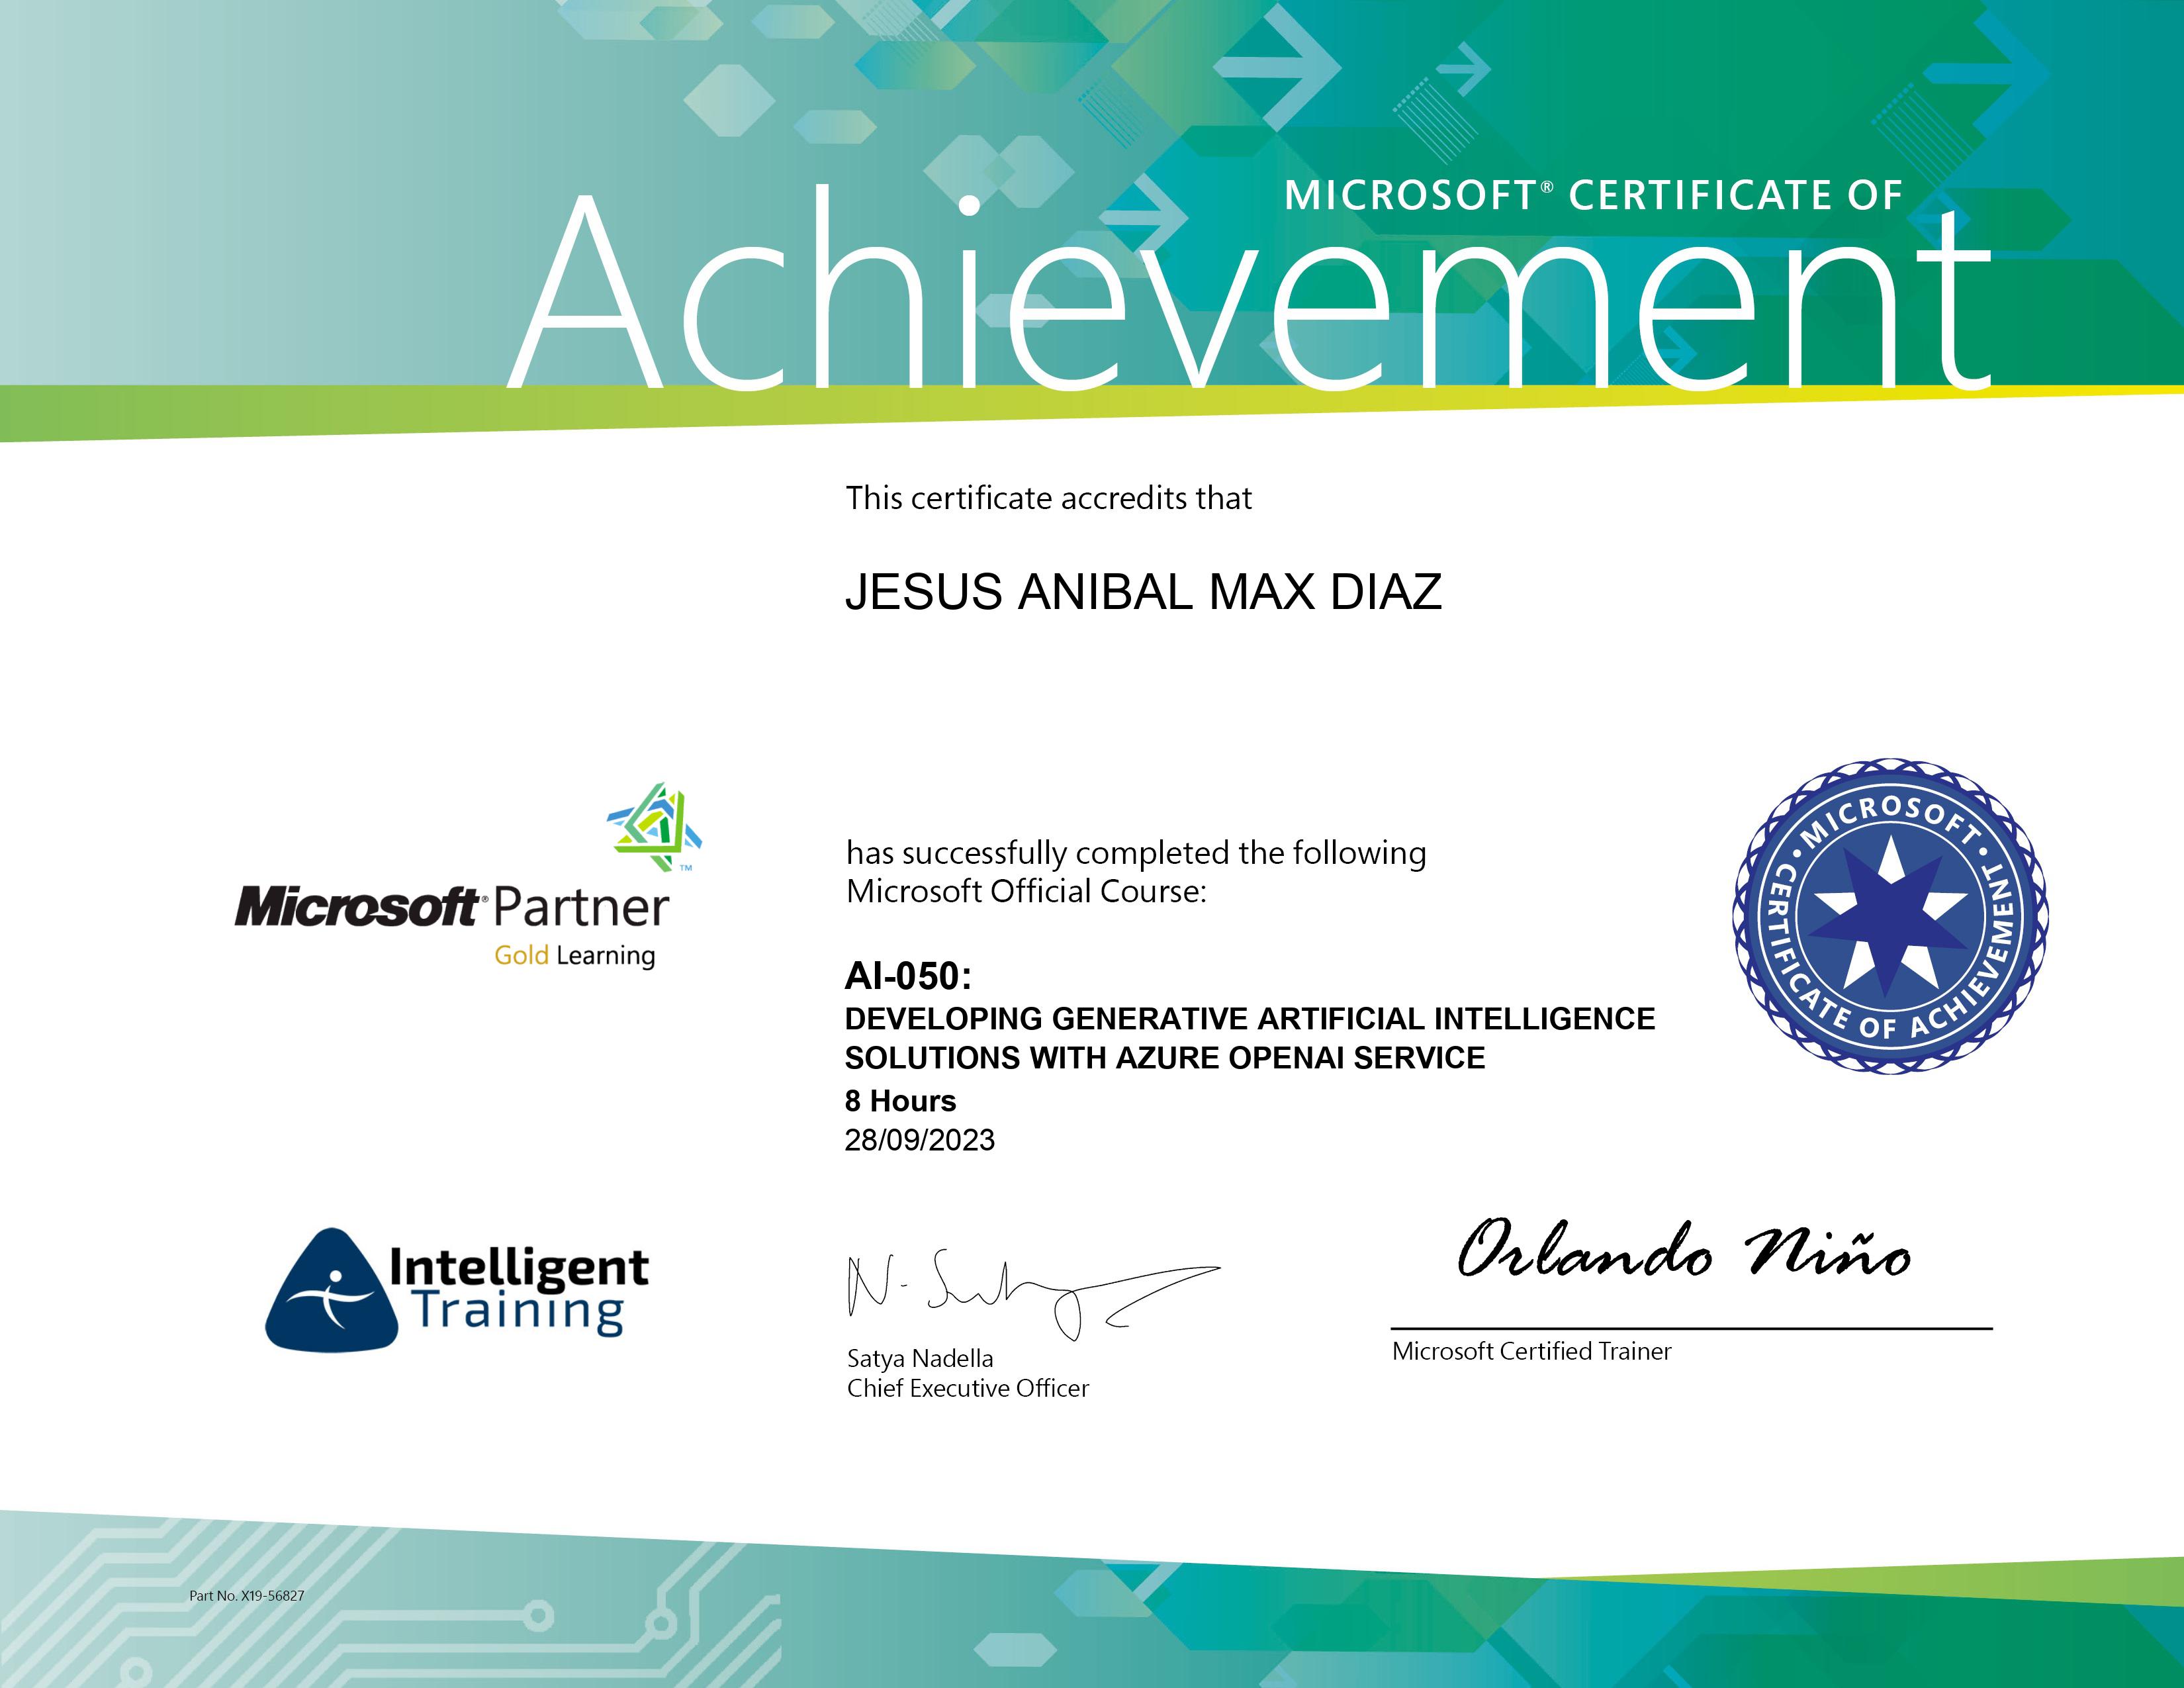 MICROSOFT® CERTIFICATE OF
Achievement
This certificate accredits that
JESUS ANIBAL MAX DIAZ
™
Microsoft® Partner
Gold Learning
has successfully completed the following
Microsoft Official Course:
AI-050:
DEVELOPING GENERATIVE ARTIFICIAL INTELLIGENCE
SOLUTIONS WITH AZURE OPENAI SERVICE
8 Hours
28/09/2023
• MICROSOFT •
CERTIFICATE OF ACHIEVEMENT
Intelligent
Training
Satya Nadella
Chief Executive Officer
Orlando Niño
Microsoft Certified Trainer
Part No. X19-56827